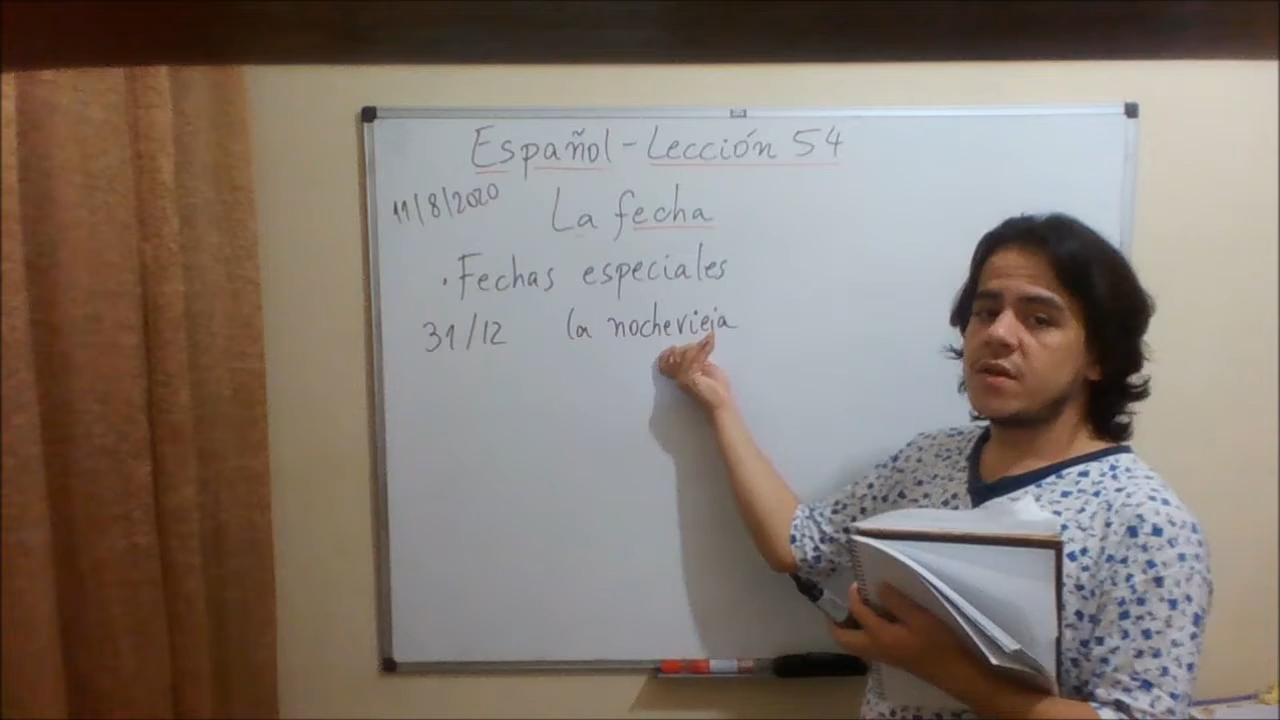 Español - Lección 54
11/8/2020
La fecha
· Fechas especiales
31/12 la nochevieja